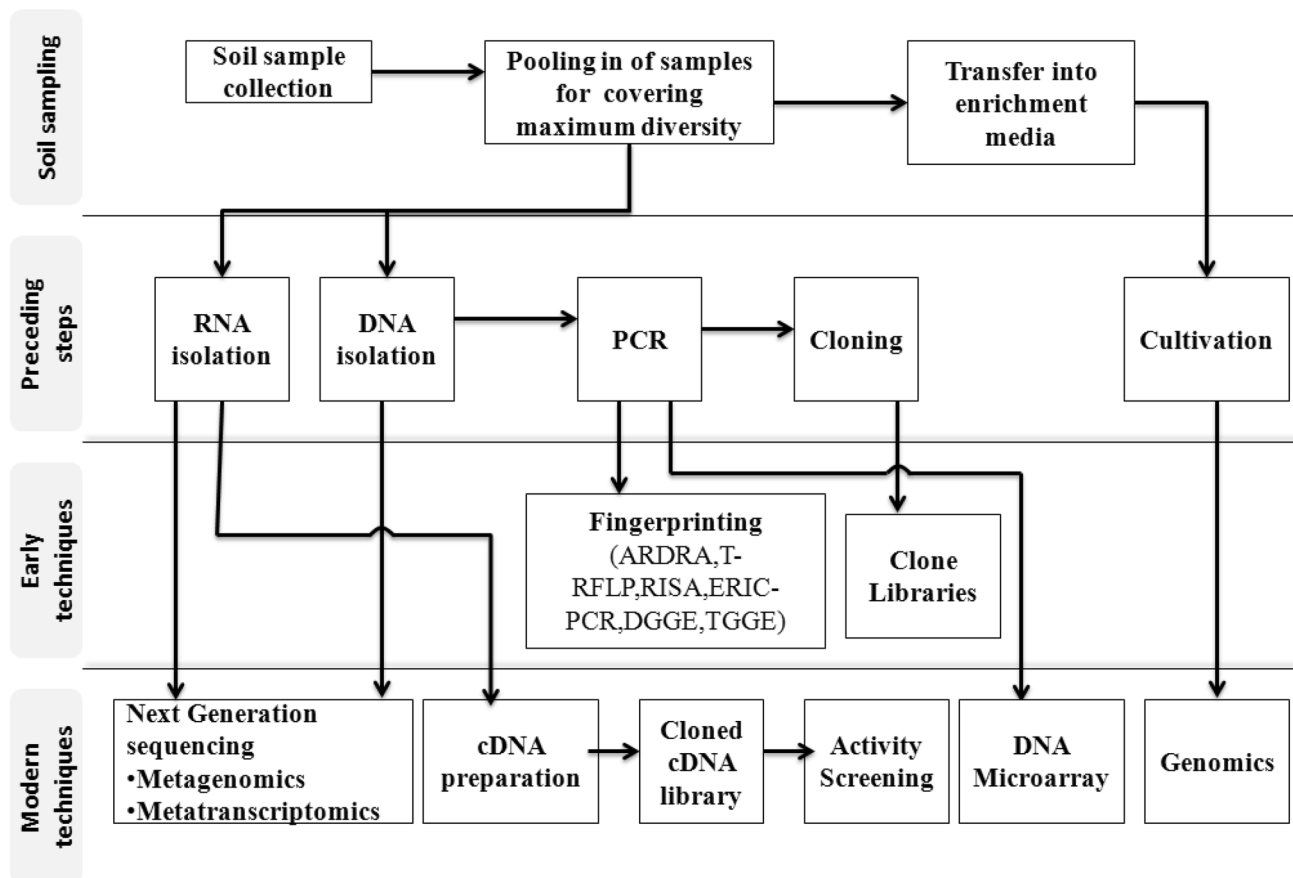 Soil sampling
Soil sample
collection
Pooling in of samples
for covering
maximum diversity
Transfer into
enrichment
media
Preceding
steps
RNA
isolation
DNA
isolation
PCR
Cloning
Cultivation
Early
techniques
Fingerprinting
(ARDRA,T-
RFLP,RISA,ERIC-
PCR,DGGE,TGGE)
Clone
Libraries
Modern
techniques
Next Generation
sequencing
•Metagenomics
•Metatranscriptomics
cDNA
preparation
Cloned
cDNA
library
Activity
Screening
DNA
Microarray
Genomics